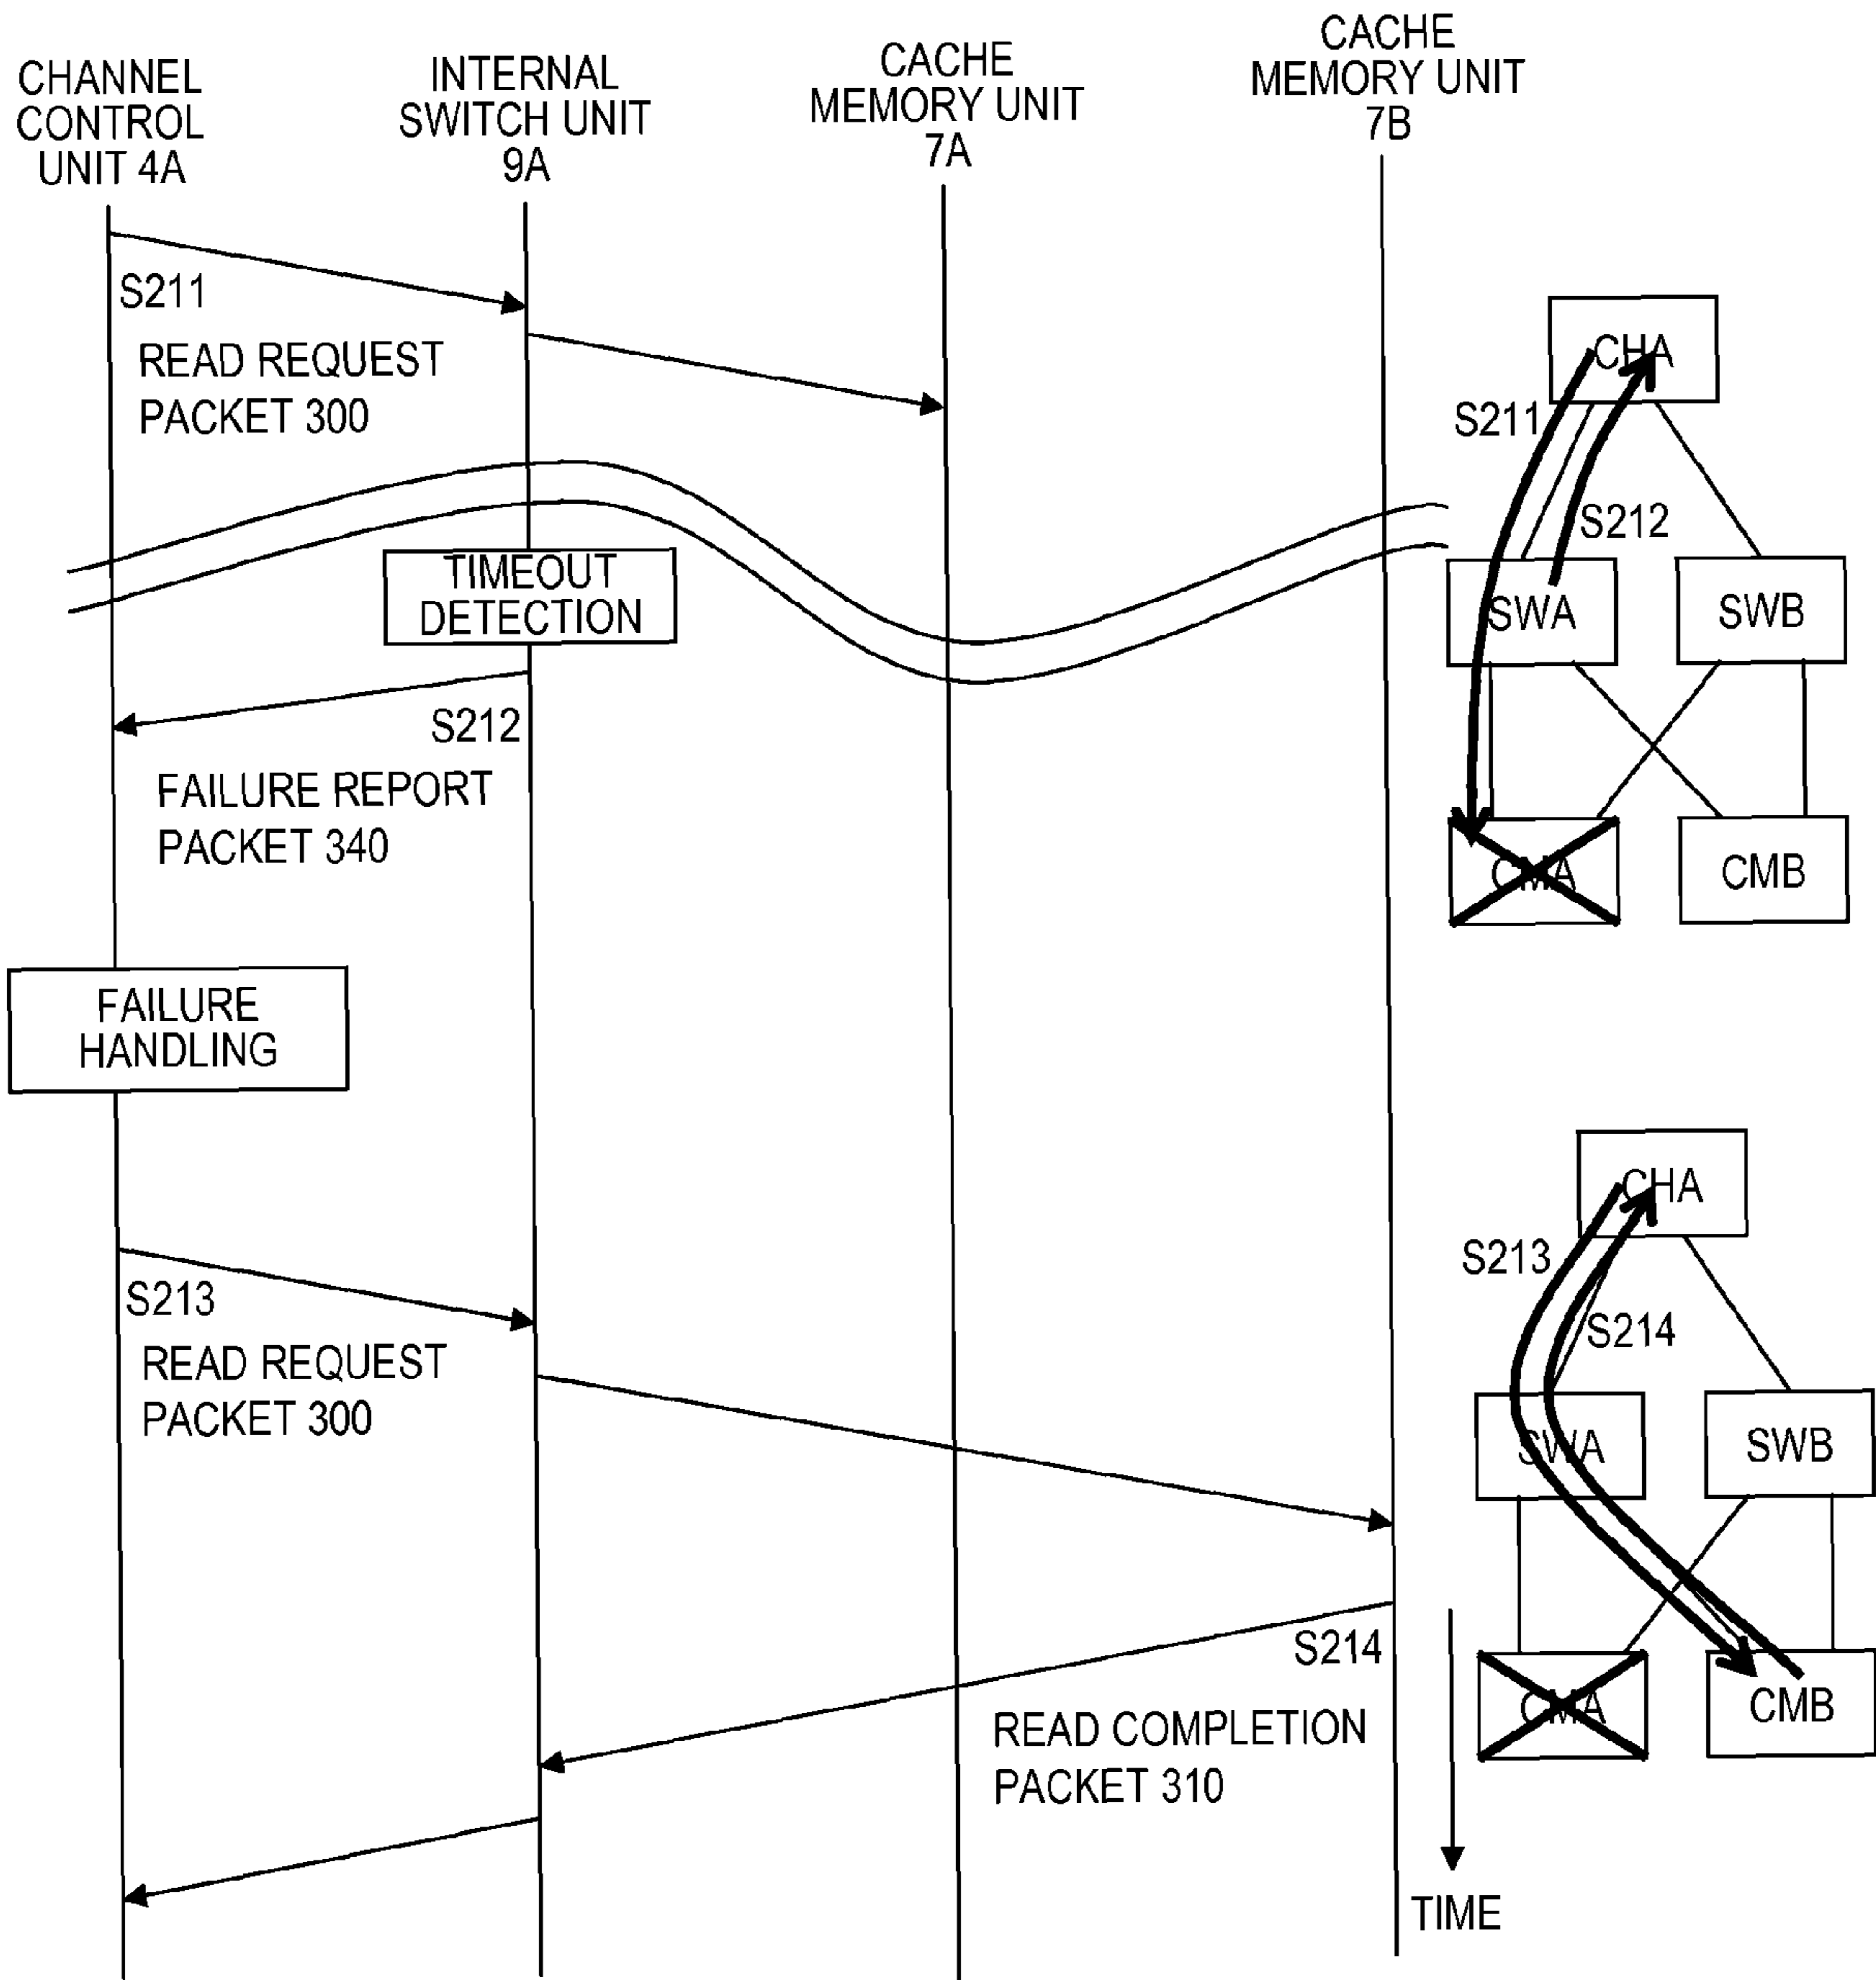 CHANNEL
CONTROL
UNIT 4A
INTERNAL
SWITCH UNIT
9A
CACHE
MEMORY UNIT
7A
CACHE
MEMORY UNIT
7B
S211
READ REQUEST
PACKET 300
TIMEOUT
DETECTION
S212
FAILURE REPORT
PACKET 340
FAILURE
HANDLING
S213
READ REQUEST
PACKET 300
S214
READ COMPLETION
PACKET 310
TIME
CHA
S211
S212
SWA
SWB
CMA
CMB
CHA
S213
S214
SWA
SWB
CMA
CMB